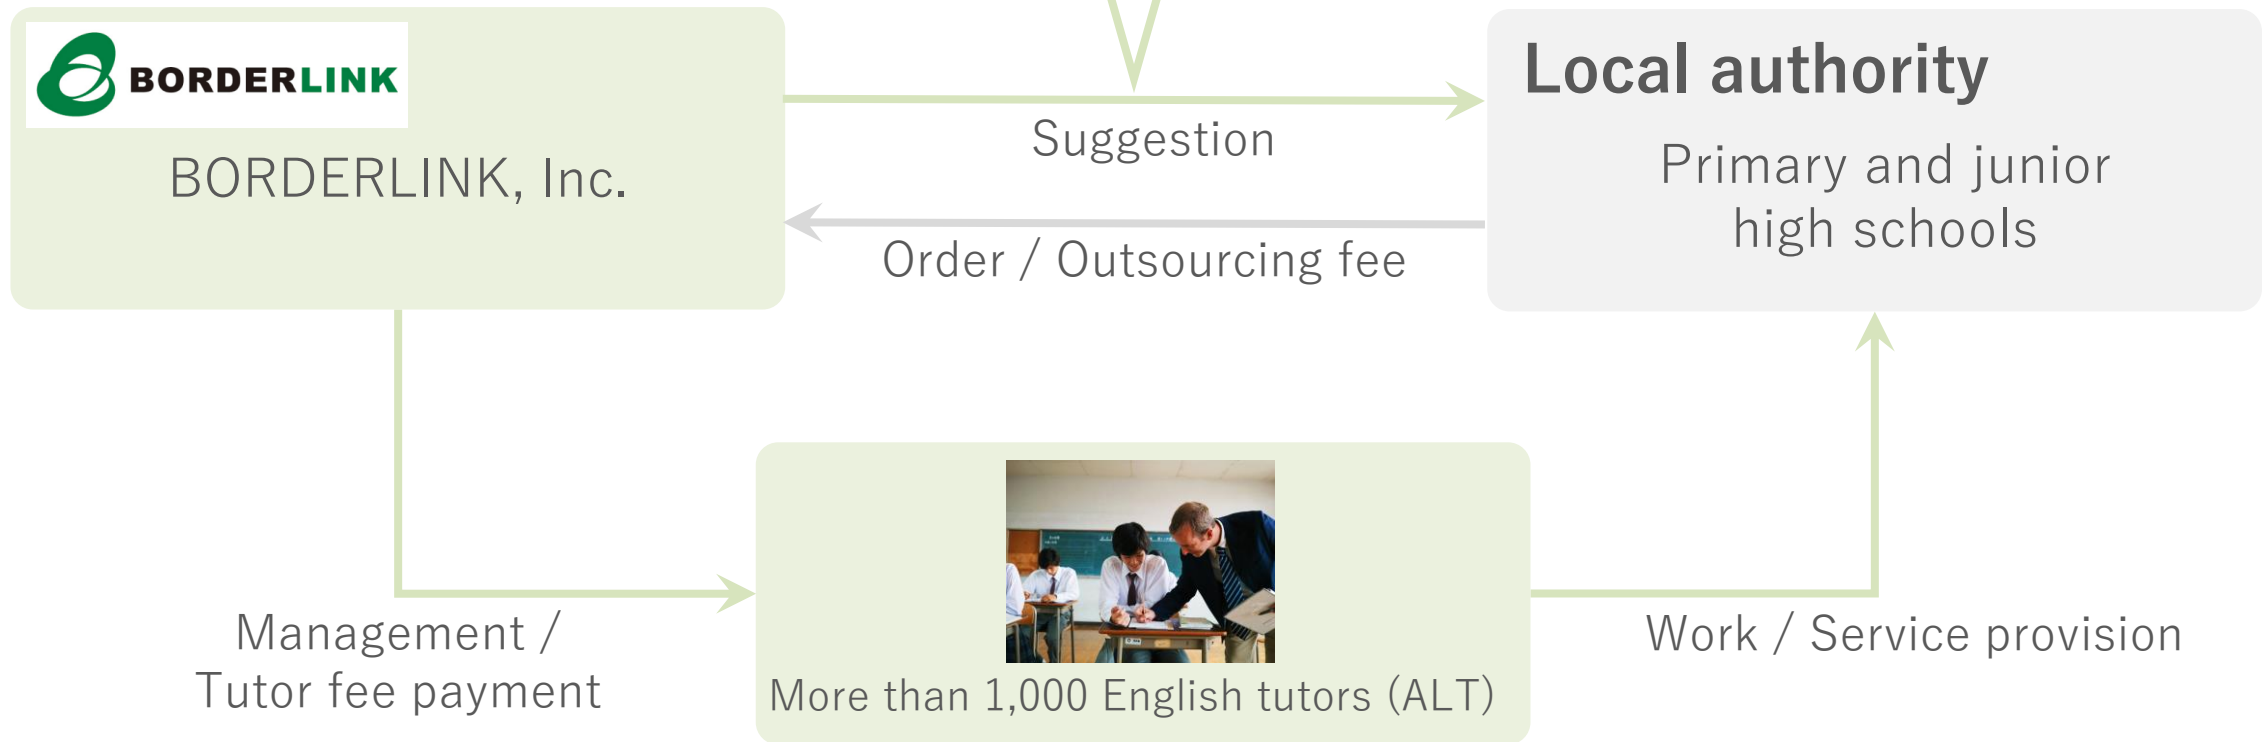 BORDERLINK
BORDERLINK, Inc.
Suggestion
Order / Outsourcing fee
Local authority
Primary and junior
high schools
Management /
Tutor fee payment
More than 1,000 English tutors (ALT)
Work / Service provision